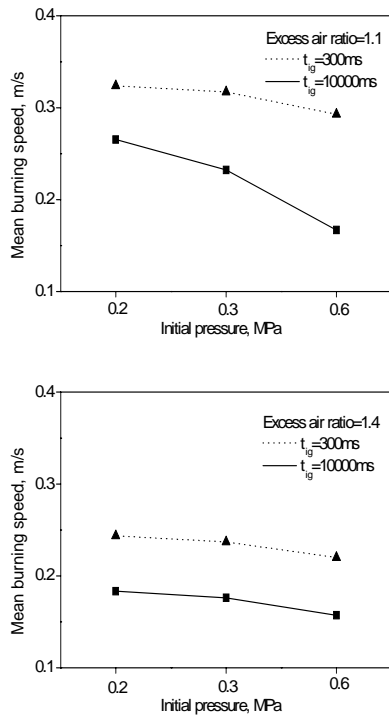 0.4
Excess air ratio=1.1
t_ig=300ms
t_ig=10000ms
0.3
0.2
0.1
Mean burning speed, m/s
0.2 0.3 0.6
Initial pressure, MPa
0.4
Excess air ratio=1.4
t_ig=300ms
t_ig=10000ms
0.3
0.2
0.1
Mean burning speed, m/s
0.2 0.3 0.6
Initial pressure, MPa